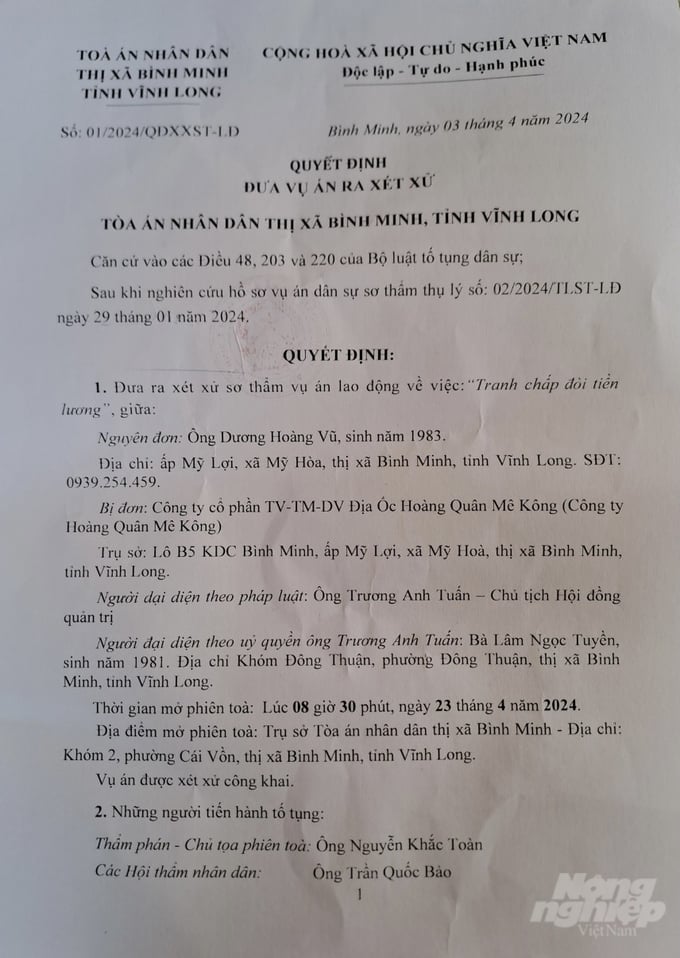 TOÀ ÁN NHÂN DÂN
THỊ XÃ BÌNH MINH
TỈNH VĨNH LONG
CỘNG HOÀ XÃ HỘI CHỦ NGHĨA VIỆT NAM
Độc lập - Tự do - Hạnh phúc
Số: 01/2024/QĐXXST-LĐ
Bình Minh, ngày 03 tháng 4 năm 2024
QUYẾT ĐỊNH
ĐƯA VỤ ÁN RA XÉT XỬ
TÒA ÁN NHÂN DÂN THỊ XÃ BÌNH MINH, TỈNH VĨNH LONG
Căn cứ vào các Điều 48, 203 và 220 của Bộ luật tố tụng dân sự;
Sau khi nghiên cứu hồ sơ vụ án dân sự sơ thẩm thụ lý số: 02/2024/TLST-LĐ
ngày 29 tháng 01 năm 2024.
QUYẾT ĐỊNH:
1. Đưa ra xét xử sơ thẩm vụ án lao động về việc: "Tranh chấp đòi tiền
lương", giữa:
Nguyên đơn: Ông Dương Hoàng Vũ, sinh năm 1983.
Địa chỉ: ấp Mỹ Lợi, xã Mỹ Hòa, thị xã Bình Minh, tỉnh Vĩnh Long. SĐT:
0939.254.459.
Bị đơn: Công ty cổ phần TV-TM-DV Địa Ốc Hoàng Quân Mê Kông (Công ty
Hoàng Quân Mê Kông)
Trụ sở: Lô B5 KDC Bình Minh, ấp Mỹ Lợi, xã Mỹ Hoà, thị xã Bình Minh,
tỉnh Vĩnh Long.
Người đại diện theo pháp luật: Ông Trương Anh Tuấn – Chủ tịch Hội đồng
quản trị
Người đại diện theo uỷ quyền ông Trương Anh Tuấn: Bà Lâm Ngọc Tuyền,
sinh năm 1981. Địa chỉ Khóm Đông Thuận, phường Đông Thuận, thị xã Bình
Minh, tỉnh Vĩnh Long.
Thời gian mở phiên toà: Lúc 08 giờ 30 phút, ngày 23 tháng 4 năm 2024.
Địa điểm mở phiên toà: Trụ sở Tòa án nhân dân thị xã Bình Minh - Địa chỉ:
Khóm 2, phường Cái Vồn, thị xã Bình Minh, tỉnh Vĩnh Long.
Vụ án được xét xử công khai.
2. Những người tiến hành tố tụng:
Thẩm phán - Chủ tọa phiên toà: Ông Nguyễn Khắc Toàn
Các Hội thẩm nhân dân: Ông Trần Quốc Bảo
1
Nông
nghiệp
Việt Nam